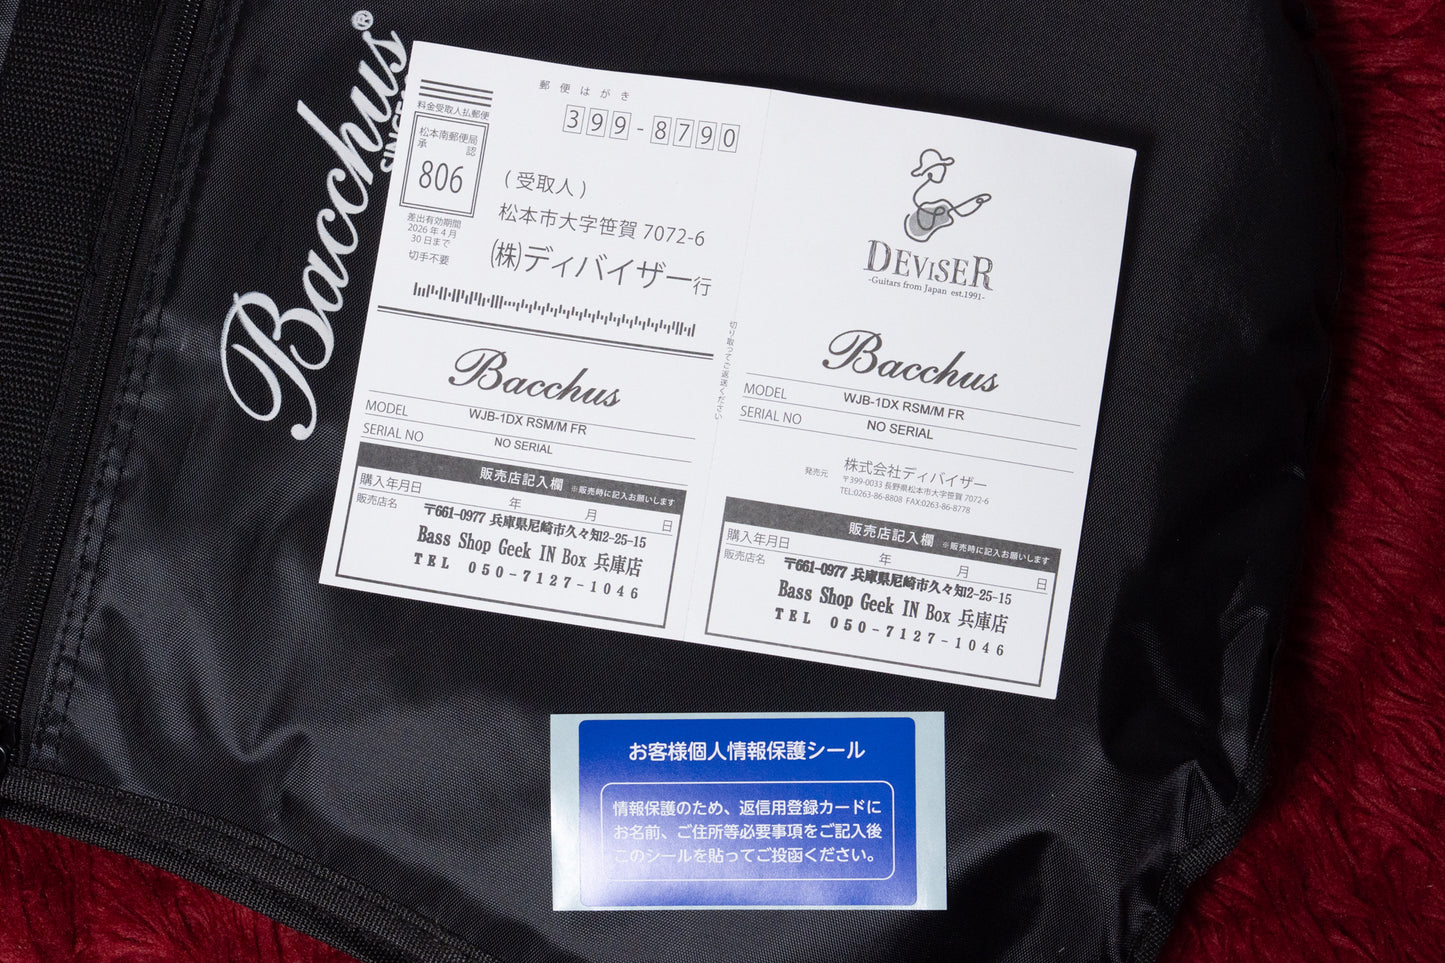 Bacchus®
郵便はがき
料金受取人払郵便
松本南郵便局
承認
806
差出有効期間
2026年4月
30日まで
切手不要
399-8790
(受取人)
松本市大字笹賀 7072-6
㈱ディバイザー行
Bacchus
MODEL WJB-1DX RSM/M FR
SERIAL NO NO SERIAL
販売店記入欄 ※販売時に記入お願いします
購入年月日 年 月 日
販売店名
〒661-0977 兵庫県尼崎市久々知2-25-15
Bass Shop Geek IN Box 兵庫店
TEL 050-7127-1046
切り取ってご返送ください
DEVISER
-Guitars from Japan est.1991-
Bacchus
MODEL WJB-1DX RSM/M FR
SERIAL NO NO SERIAL
発売元 株式会社ディバイザー
〒399-0033 長野県松本市大字笹賀 7072-6
TEL:0263-86-8808 FAX:0263-86-8778
販売店記入欄 ※販売時に記入お願いします
購入年月日 年 月 日
販売店名
〒661-0977 兵庫県尼崎市久々知2-25-15
Bass Shop Geek IN Box 兵庫店
TEL 050-7127-1046
お客様個人情報保護シール
情報保護のため、返信用登録カードに
お名前、ご住所等必要事項をご記入後
このシールを貼ってご投函ください。